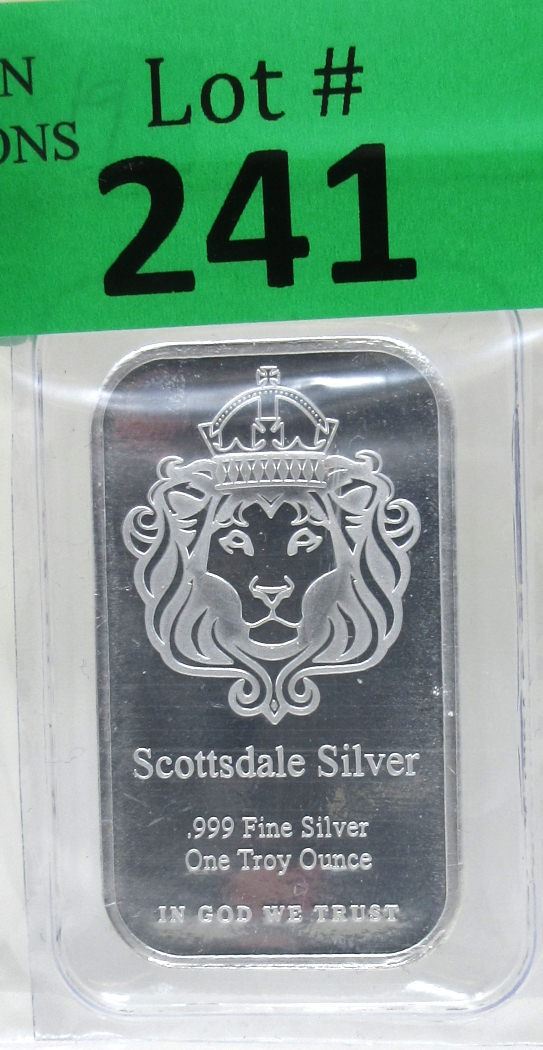 N
ONS
Lot #
241
Scottsdale Silver
.999 Fine Silver
One Troy Ounce
IN GOD WE TRUST